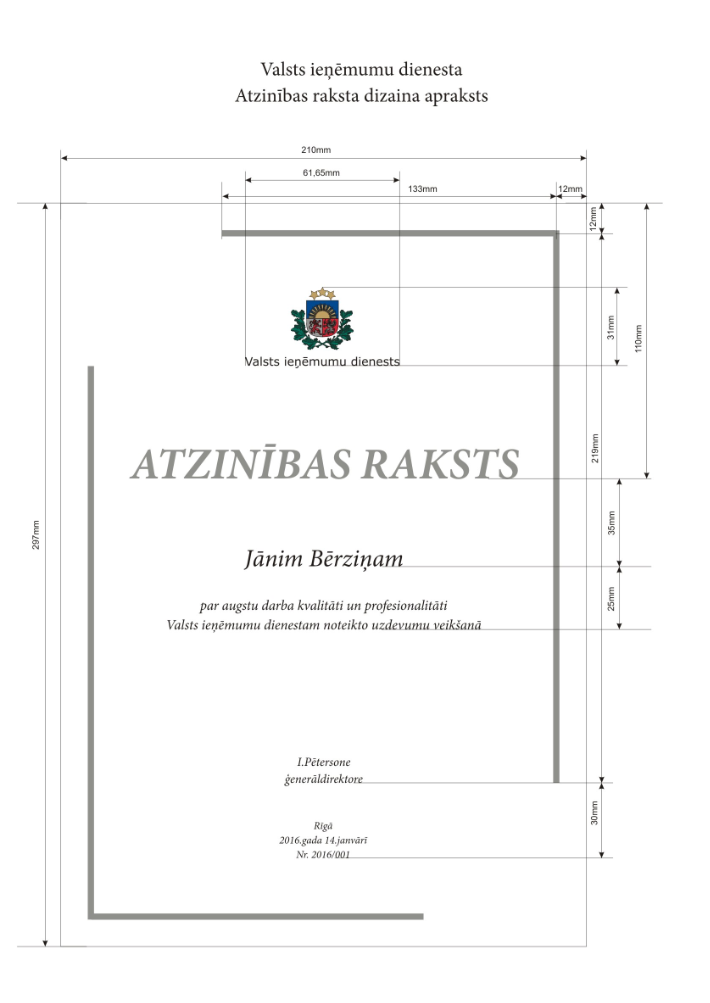 Valsts ieņēmumu dienesta
Atzinības raksta dizaina apraksts
210mm
61,65mm
133mm
12mm
12mm
31mm
110mm
Valsts ieņēmumu dienests
219mm
ATZINĪBAS RAKSTS
297mm
35mm
Jānim Bērziņam
25mm
par augstu darba kvalitāti un profesionalitāti
Valsts ieņēmumu dienestam noteikto uzdevumu veikšanā
I.Pētersone
ģenerāldirektore
30mm
Rīgā
2016.gada 14.janvārī
Nr. 2016/001